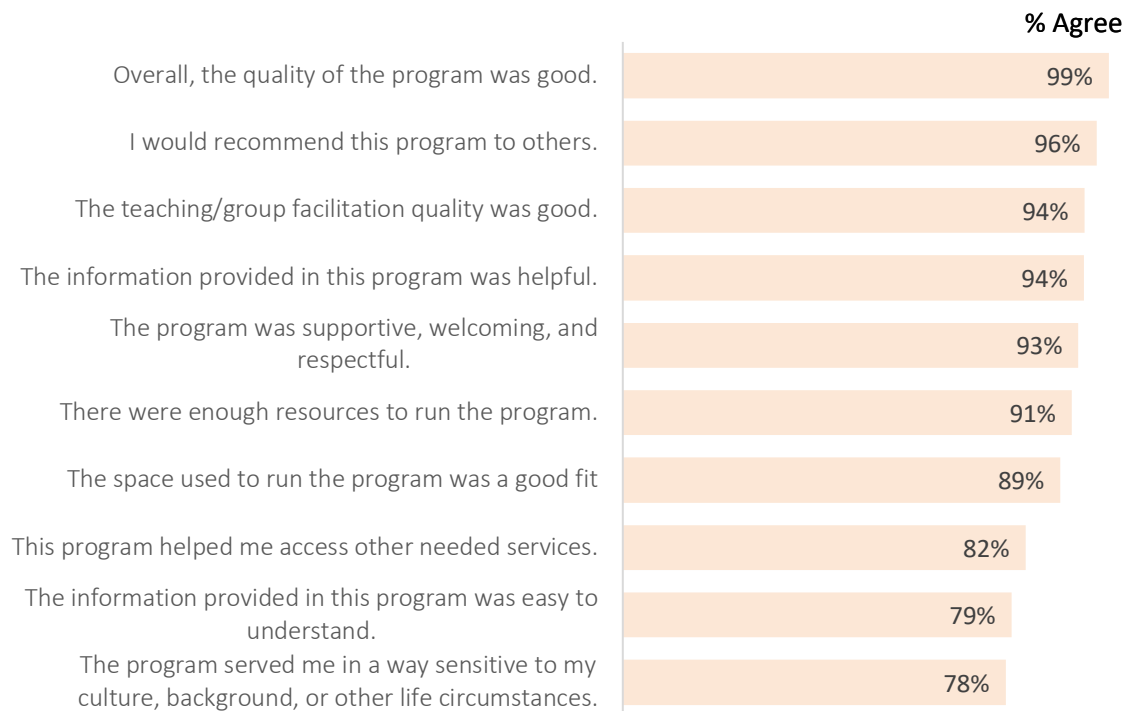 % Agree
Overall, the quality of the program was good.
99%
I would recommend this program to others.
96%
The teaching/group facilitation quality was good.
94%
The information provided in this program was helpful.
94%
The program was supportive, welcoming, and
respectful.
93%
There were enough resources to run the program.
91%
The space used to run the program was a good fit
89%
This program helped me access other needed services.
82%
The information provided in this program was easy to
understand.
79%
The program served me in a way sensitive to my
culture, background, or other life circumstances.
78%